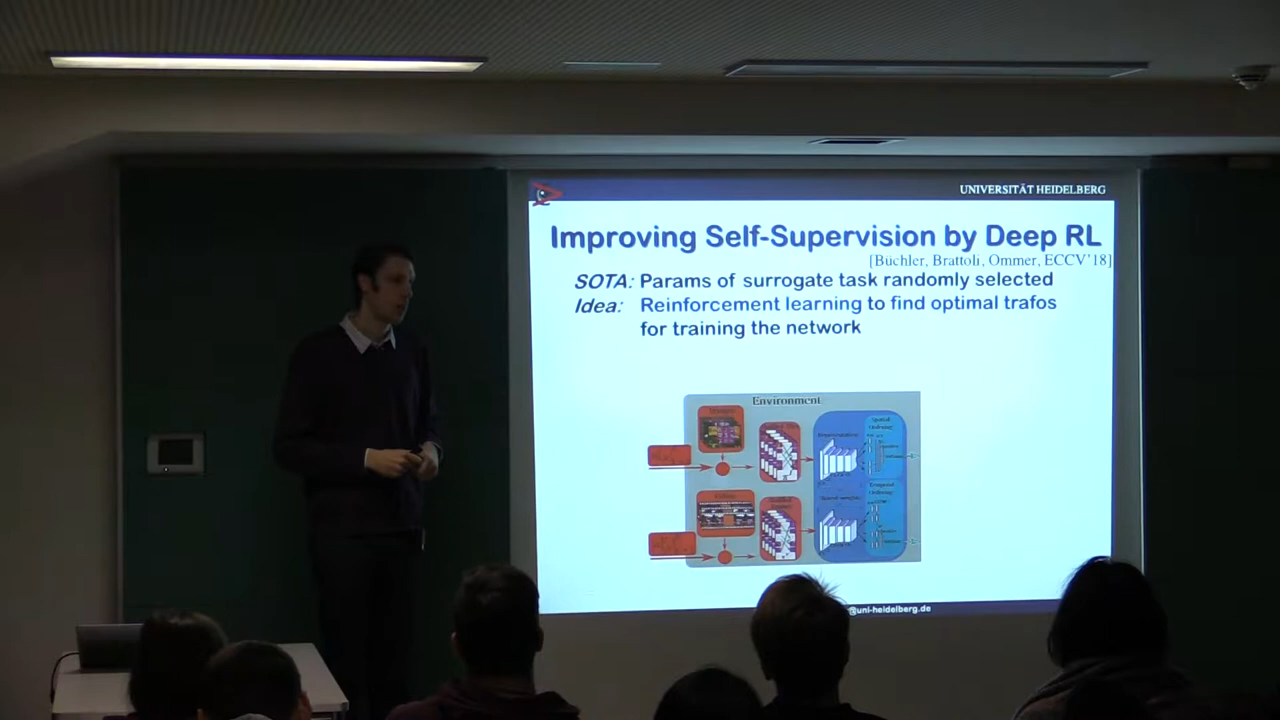 UNIVERSITÄT HEIDELBERG
Improving Self-Supervision by Deep RL
[Büchler, Brattoli, Ommer, ECCV'18]
SOTA: Params of surrogate task randomly selected
Idea: Reinforcement learning to find optimal trafos
for training the network
Environment
@uni-heidelberg.de